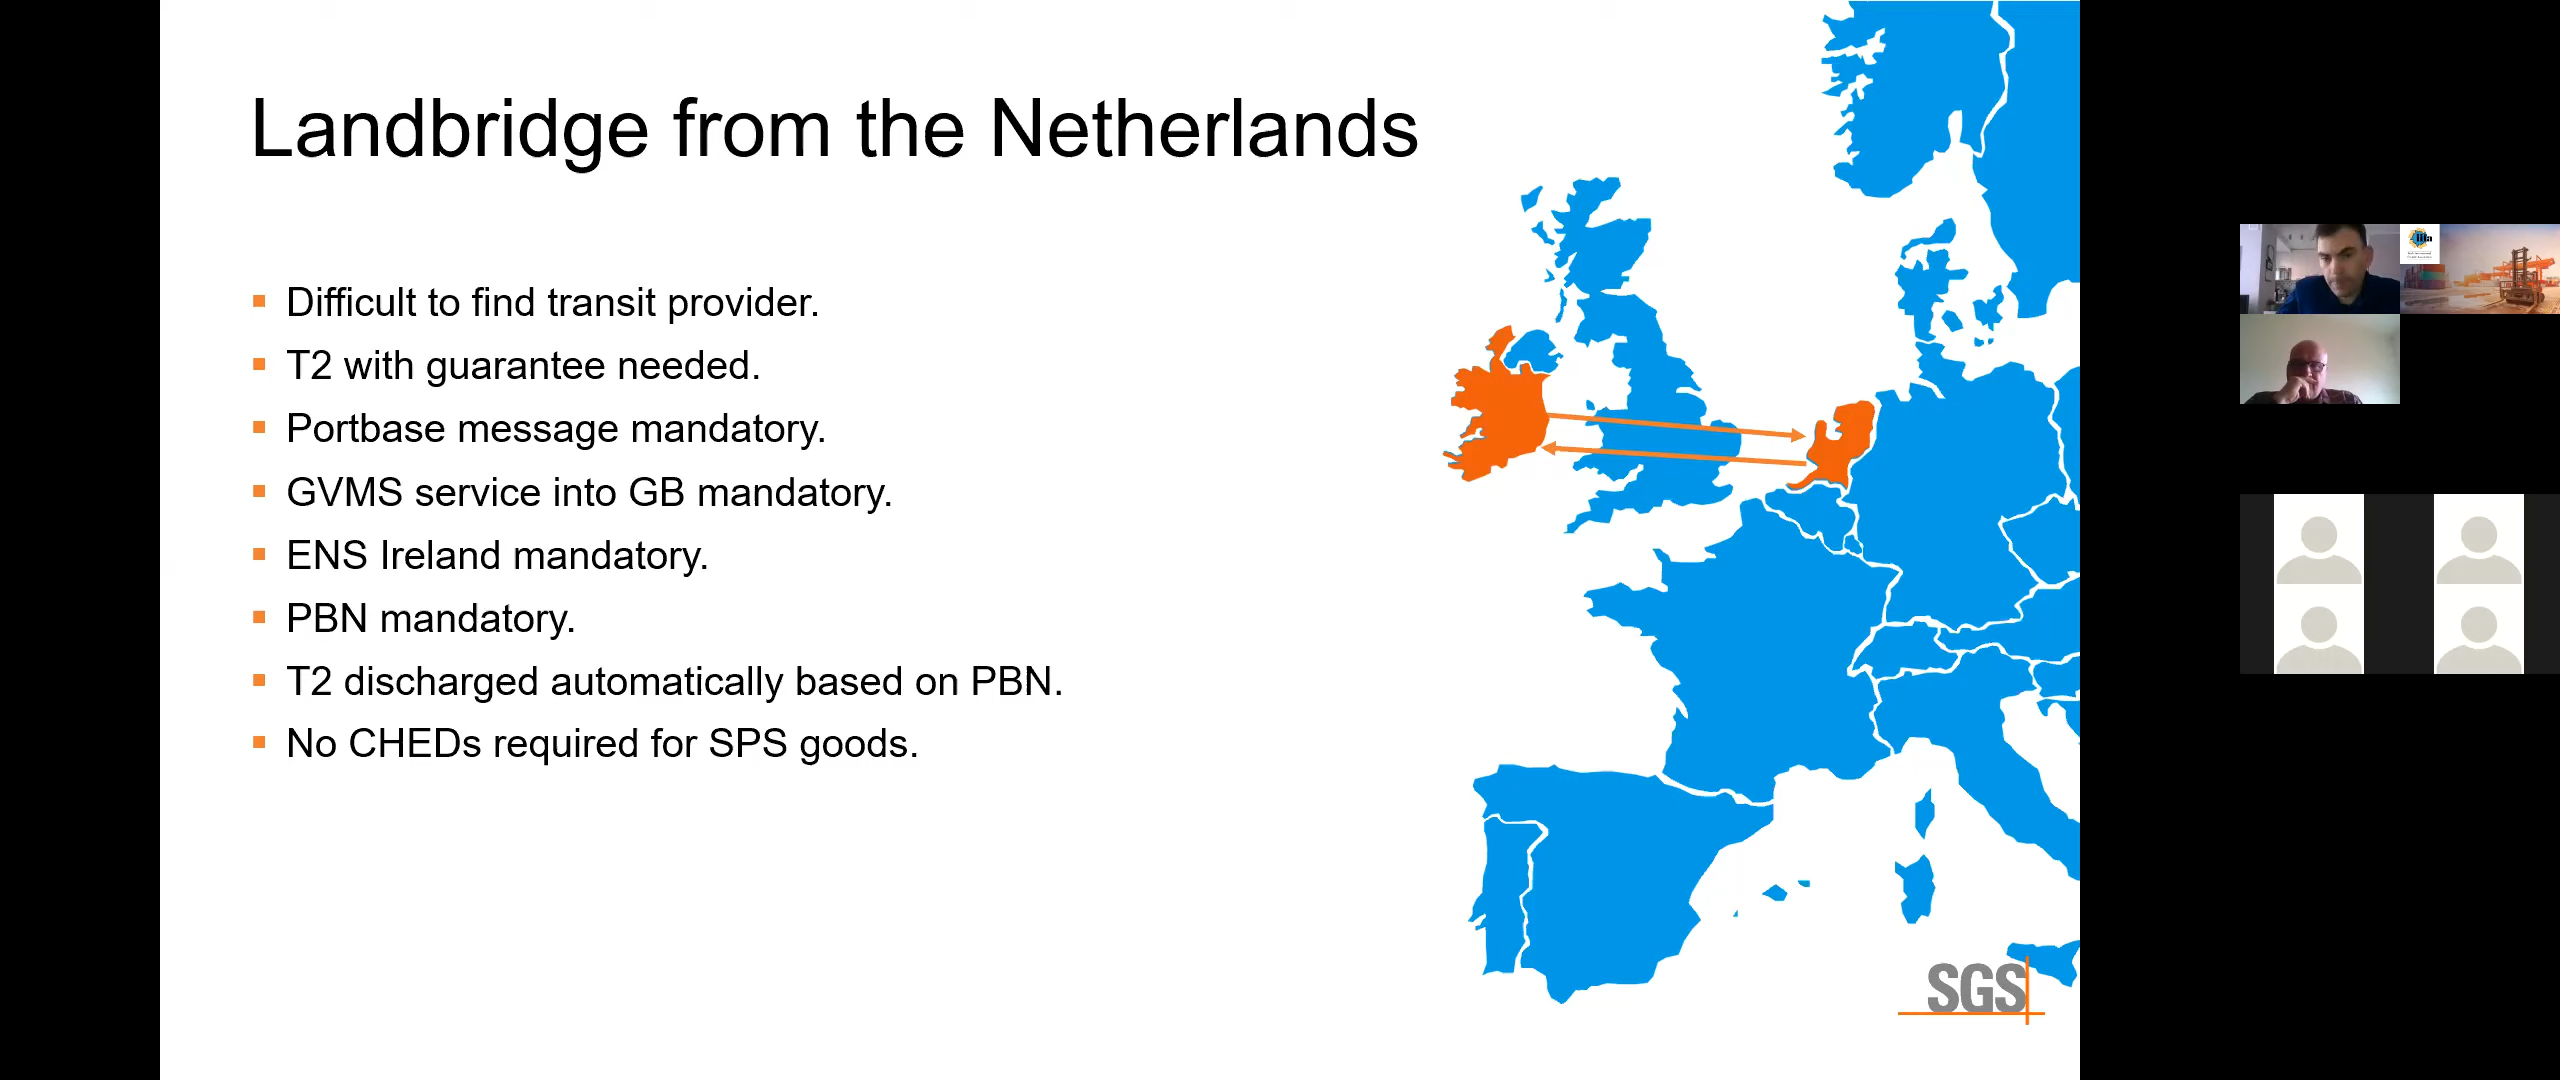 Landbridge from the Netherlands
Difficult to find transit provider.
T2 with guarantee needed.
Portbase message mandatory.
GVMS service into GB mandatory.
ENS Ireland mandatory.
PBN mandatory.
T2 discharged automatically based on PBN.
No CHEDs required for SPS goods.
SGS